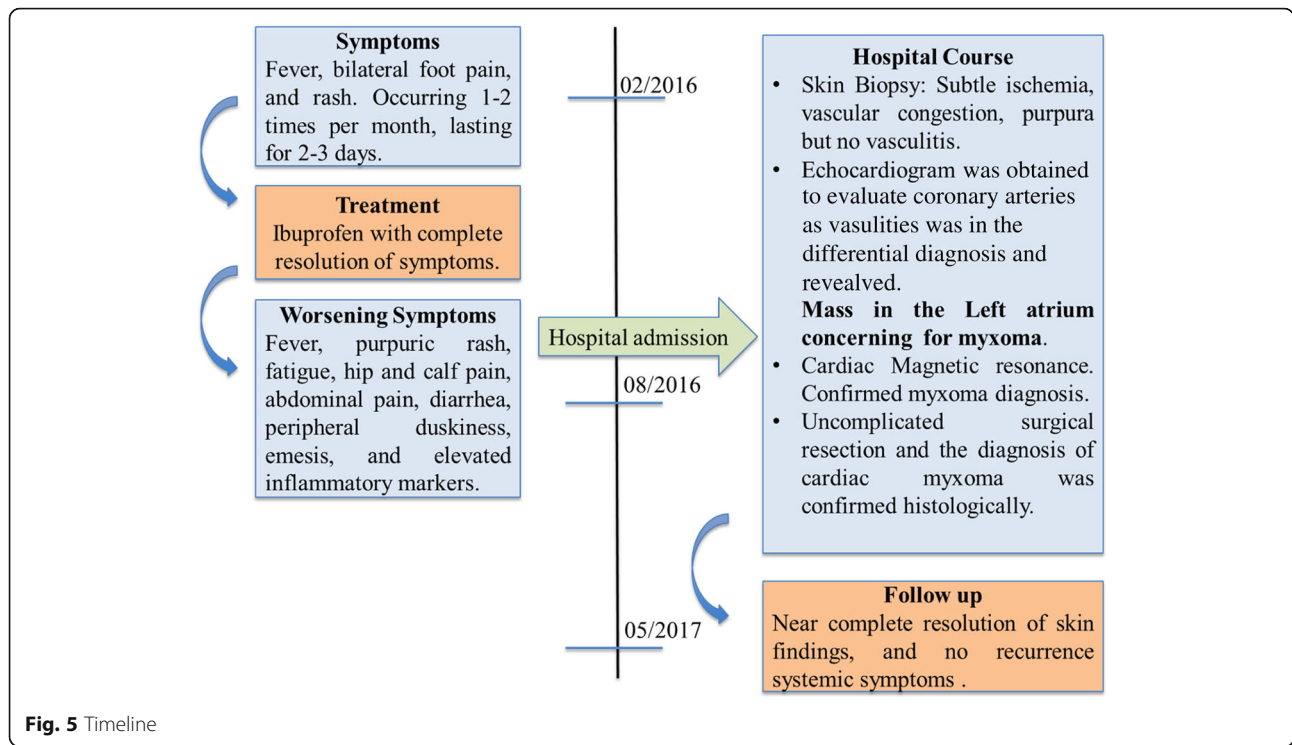 Symptoms
Fever, bilateral foot pain,
and rash. Occurring 1-2
times per month, lasting
for 2-3 days.
Treatment
Ibuprofen with complete
resolution of symptoms.
Worsening Symptoms
Fever, purpuric rash,
fatigue, hip and calf pain,
abdominal pain, diarrhea,
peripheral duskiness,
emesis, and elevated
inflammatory markers.
02/2016
Hospital admission
08/2016
05/2017
Hospital Course
• Skin Biopsy: Subtle ischemia,
vascular congestion, purpura
but no vasculitis.
• Echocardiogram was obtained
to evaluate coronary arteries
as vasulities was in the
differential diagnosis and
revealved.
Mass in the Left atrium
concerning for myxoma.
• Cardiac Magnetic resonance.
Confirmed myxoma diagnosis.
• Uncomplicated surgical
resection and the diagnosis of
cardiac myxoma was
confirmed histologically.
Follow up
Near complete resolution of skin
findings, and no recurrence
systemic symptoms .
Fig. 5 Timeline